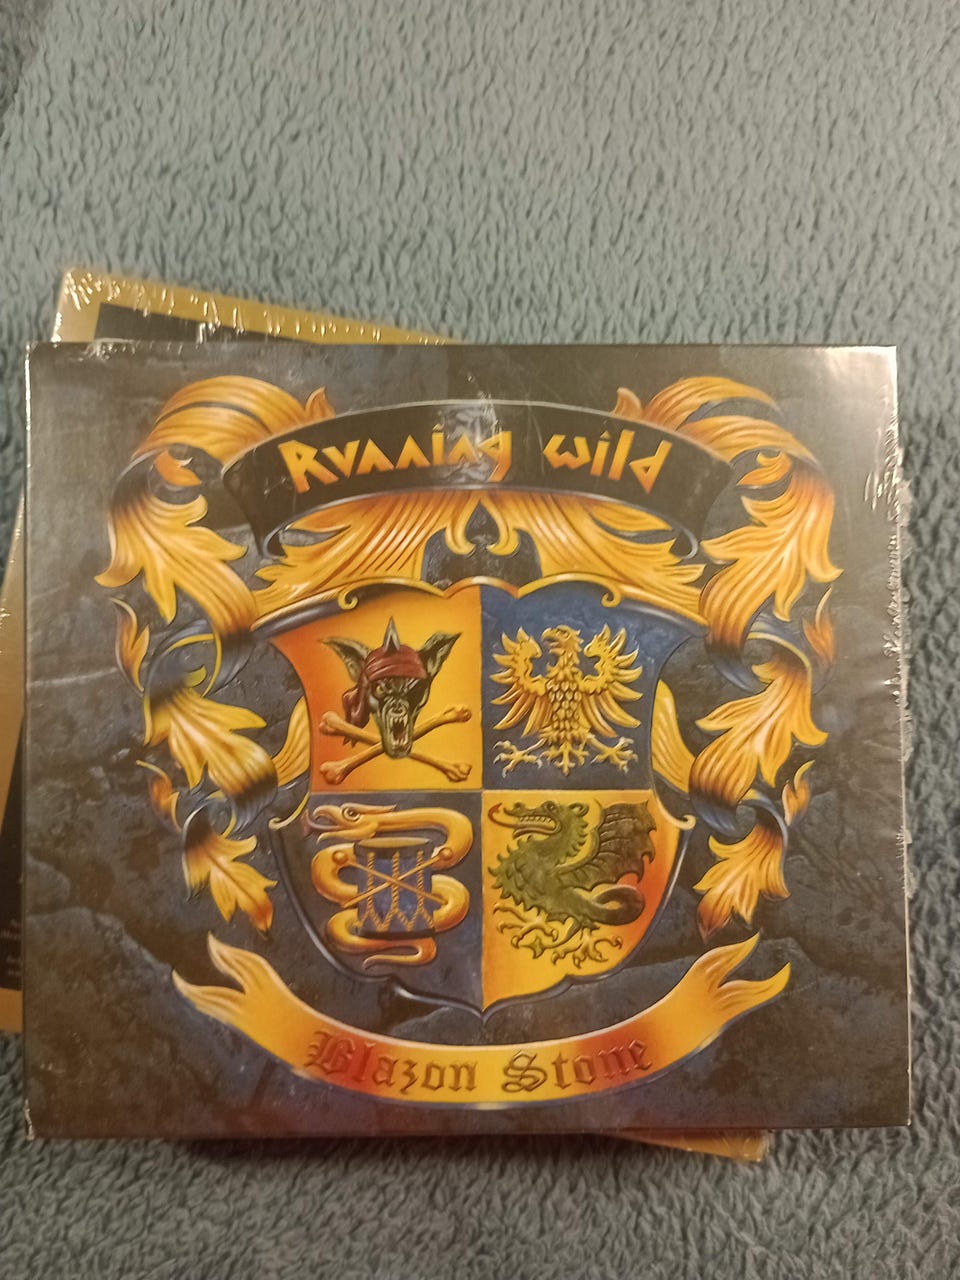 Running wild
Blazon Stone